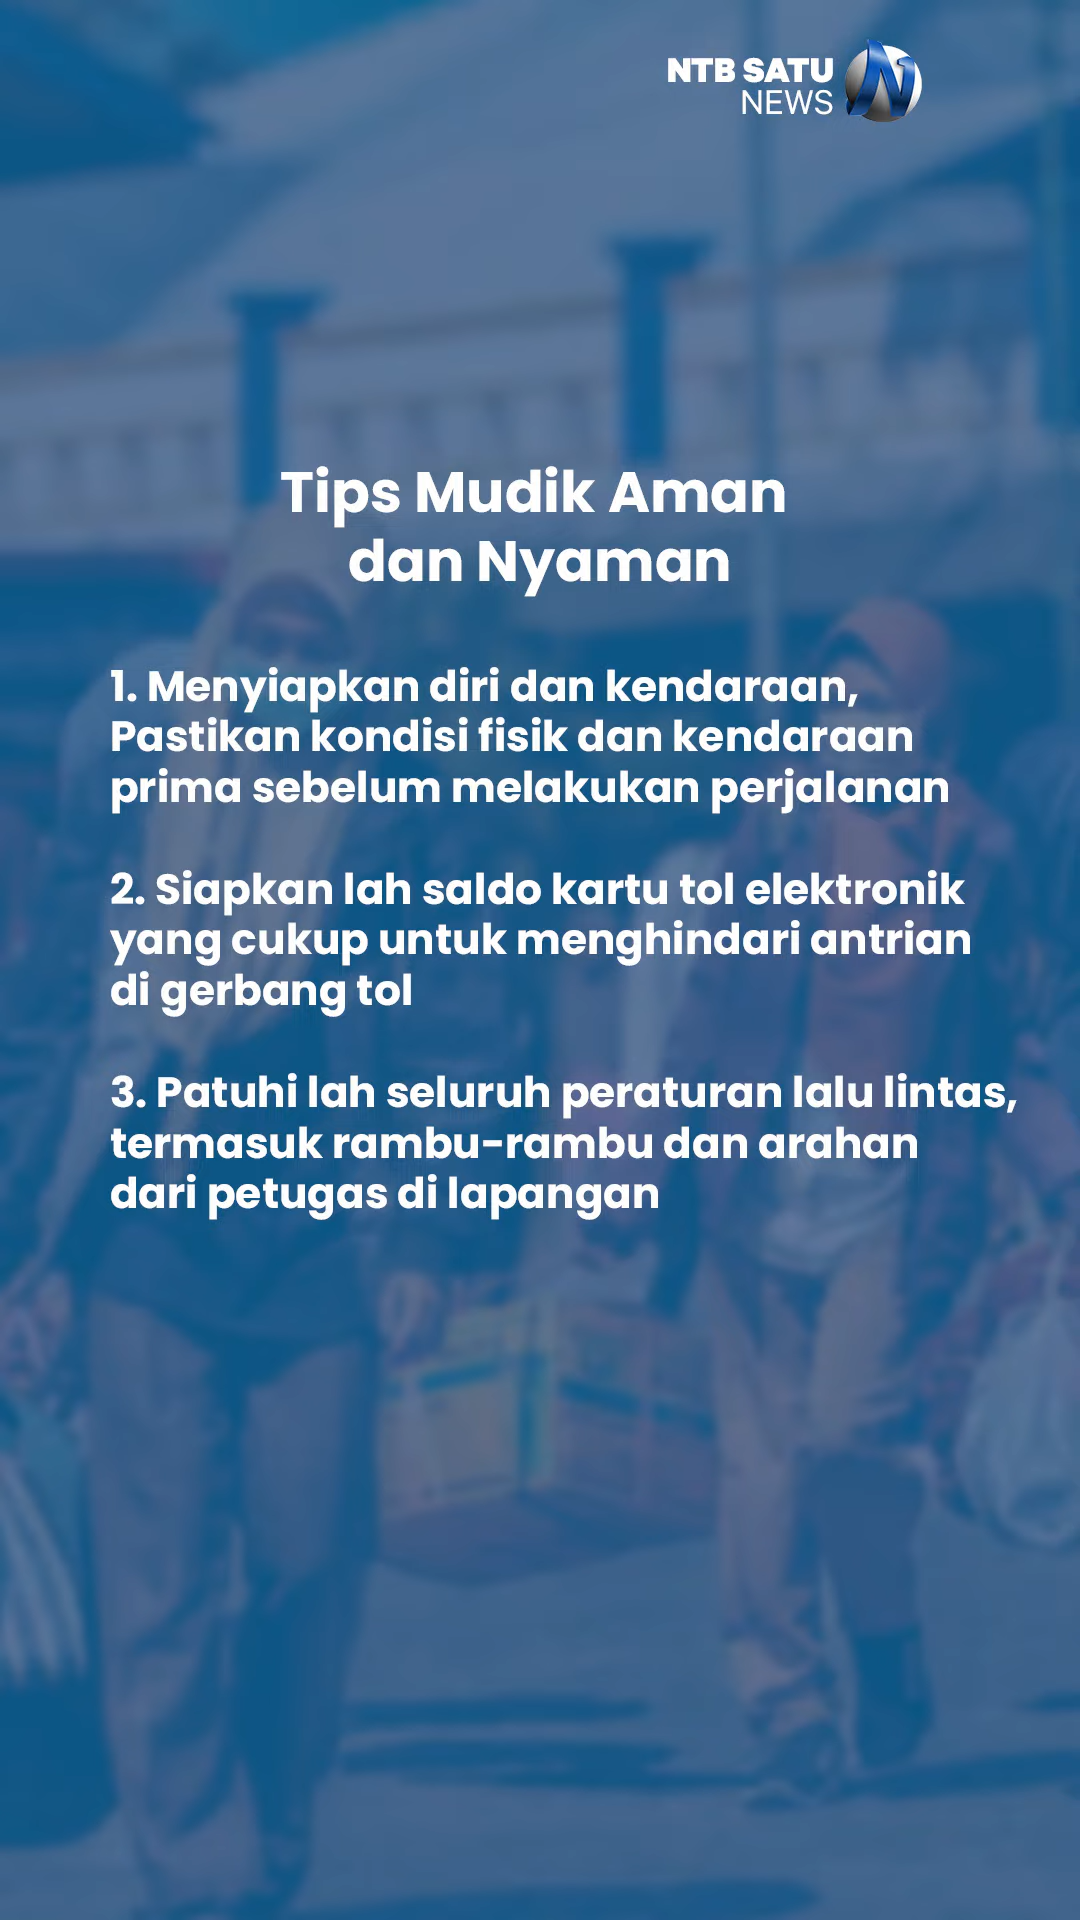 NTB SATU
NEWS
Tips Mudik Aman
dan Nyaman
1. Menyiapkan diri dan kendaraan,
Pastikan kondisi fisik dan kendaraan
prima sebelum melakukan perjalanan
2. Siapkan lah saldo kartu tol elektronik
yang cukup untuk menghindari antrian
di gerbang tol
3. Patuhi lah seluruh peraturan lalu lintas,
termasuk rambu-rambu dan arahan
dari petugas di lapangan